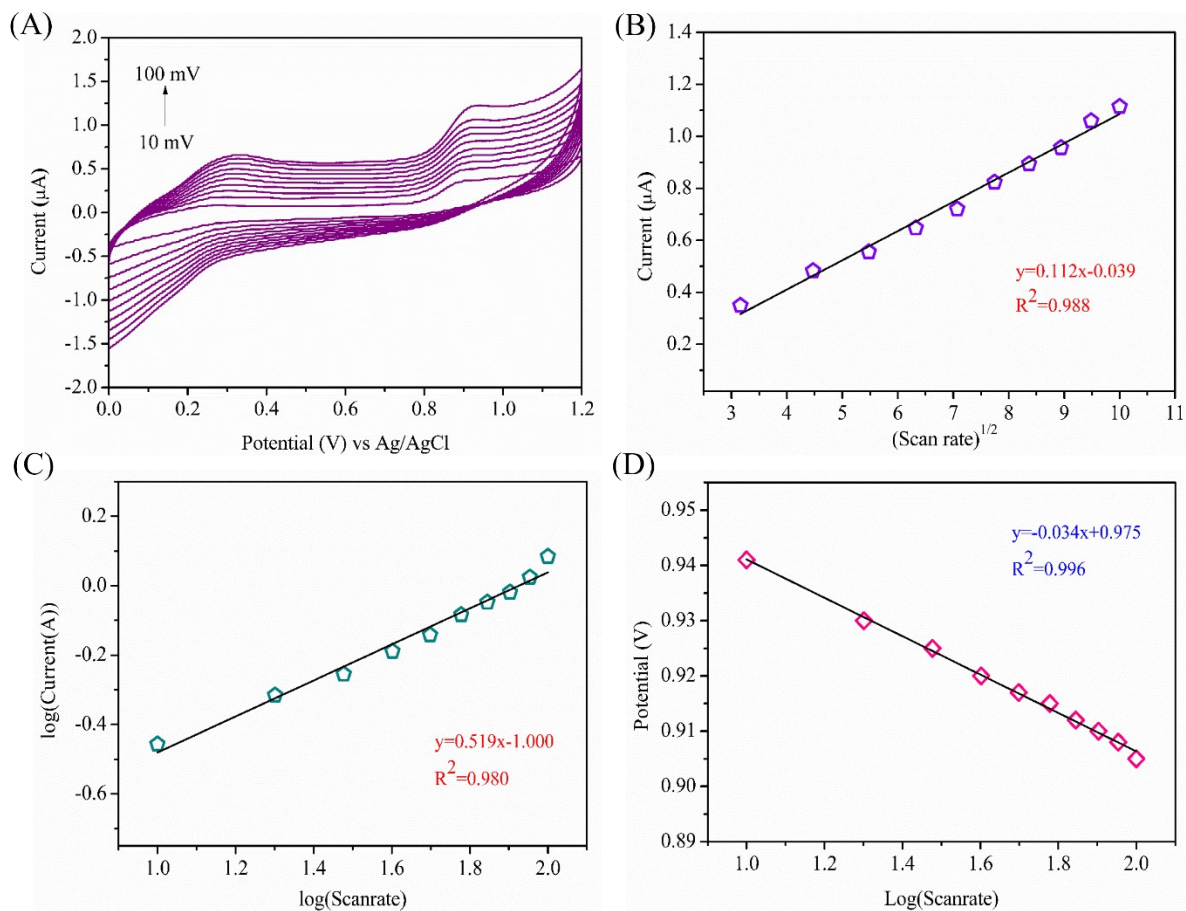 (A)
2.0
1.5
1.0
0.5
0.0
-0.5
-1.0
-1.5
-2.0
Current (μA)
100 mV
10 mV
0.0 0.2 0.4 0.6 0.8 1.0 1.2
Potential (V) vs Ag/AgCl
(B)
1.4
1.2
1.0
0.8
0.6
0.4
0.2
Current (μA)
y=0.112x-0.039
R²=0.988
3 4 5 6 7 8 9 10 11
(Scan rate)¹/²
(C)
0.2
0.0
-0.2
-0.4
-0.6
log(Current(A))
y=0.519x-1.000
R²=0.980
1.0 1.2 1.4 1.6 1.8 2.0
log(Scanrate)
(D)
0.95
0.94
0.93
0.92
0.91
0.90
0.89
Potential (V)
y=-0.034x+0.975
R²=0.996
1.0 1.2 1.4 1.6 1.8 2.0
Log(Scanrate)